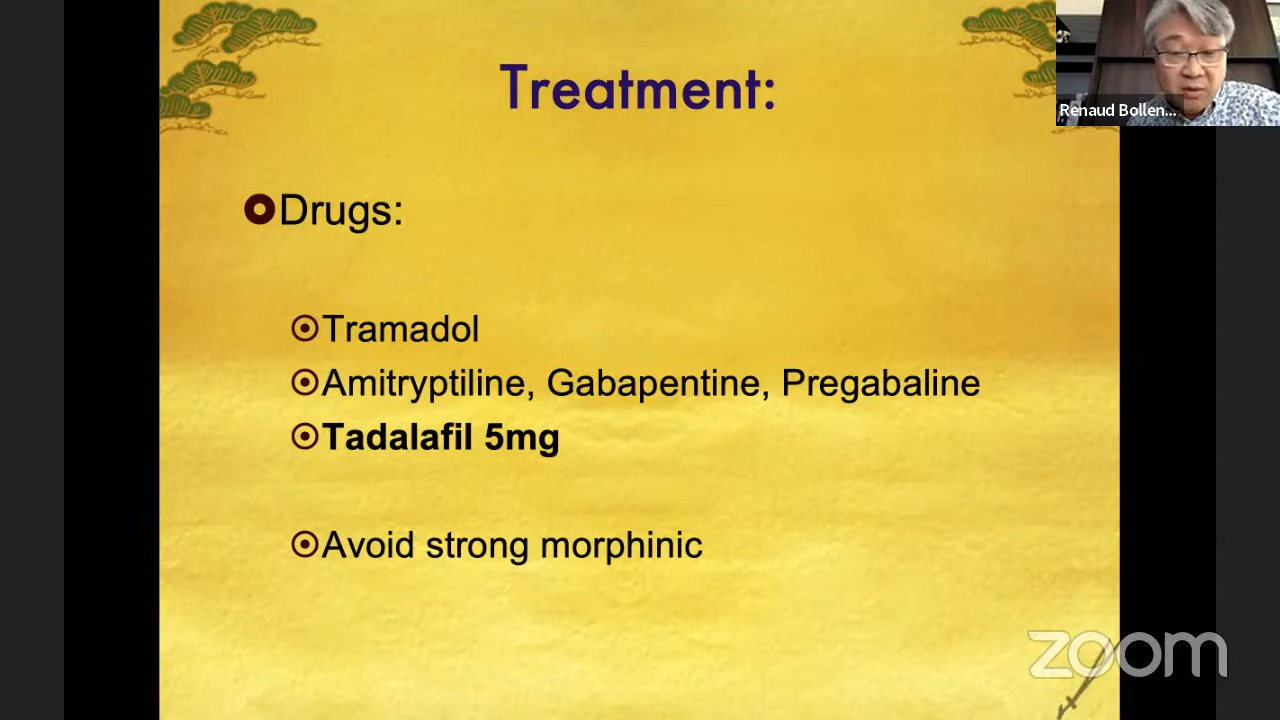 Treatment:
Renaud Bollen...
Drugs:
Tramadol
Amitryptiline, Gabapentine, Pregabaline
Tadalafil 5mg
Avoid strong morphinic
zoom